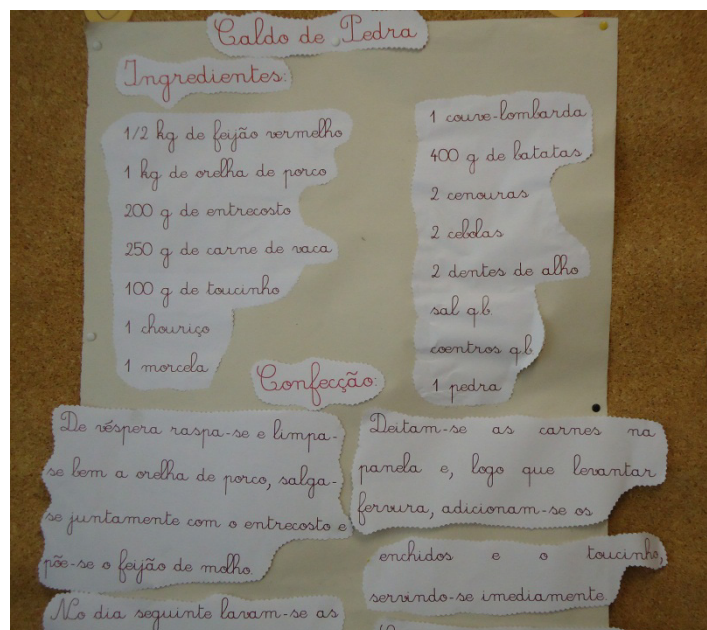 Caldo de Pedra
Ingredientes:
1/2 kg de feijão vermelho
1 kg de orelha de porco
200 g de entrecosto
250 g de carne de vaca
100 g de toucinho
1 chouriço
1 morcela
1 couve-lombarda
400 g de batatas
2 cenouras
2 cebolas
2 dentes de alho
sal qb
coentros qb
1 pedra
Confecção:
De véspera raspa-se e limpa-
se bem a orelha de porco, salga-
se juntamente com o entrecosto e
põe-se o feijão de molho.
No dia seguinte lavam-se as
Deitam-se as carnes na
panela e, logo que levantar
fervura, adicionam-se os
enchidos e o toucinho,
servindo-se imediamente.